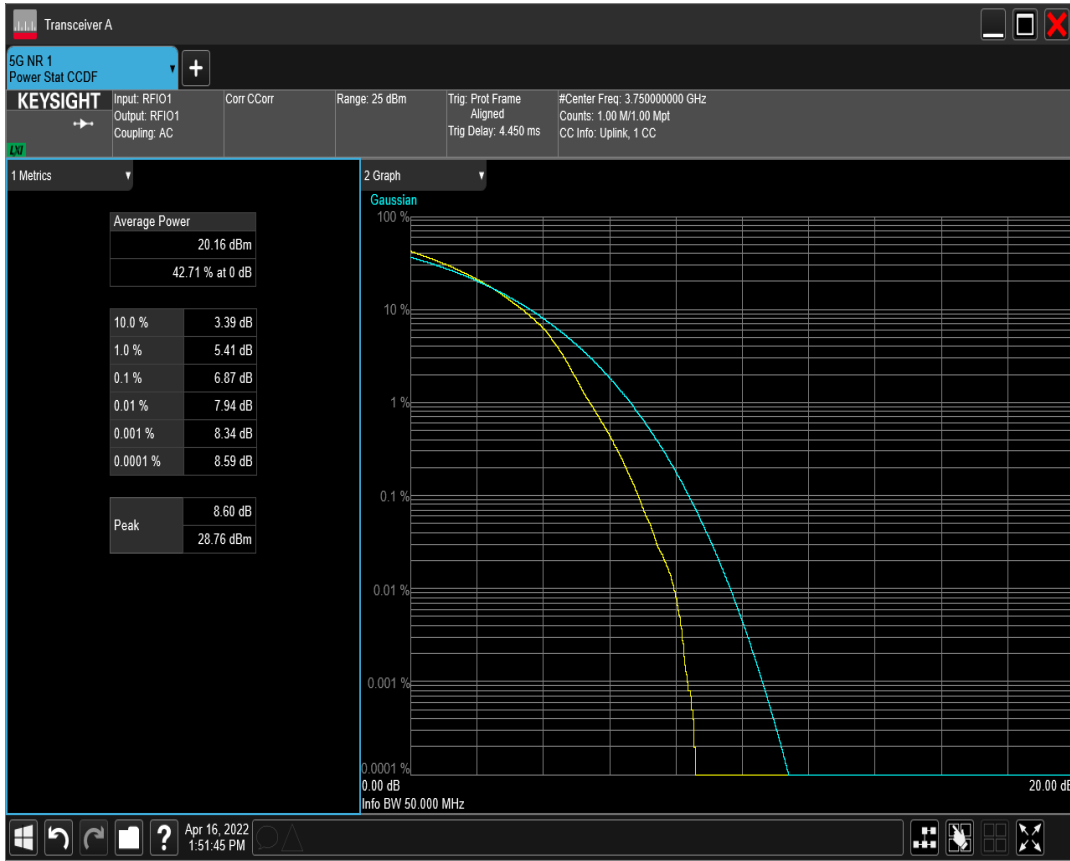 Transceiver A
5G NR 1
Power Stat CCDF
KEYSIGHT
LXI
Input: RFIO1
Output: RFIO1
Coupling: AC
Corr CCorr
Range: 25 dBm
Trig: Prot Frame
Aligned
Trig Delay: 4.450 ms
#Center Freq: 3.750000000 GHz
Counts: 1.00 M/1.00 Mpt
CC Info: Uplink, 1 CC
1 Metrics
Average Power
20.16 dBm
42.71 % at 0 dB
10.0 % 3.39 dB
1.0 % 5.41 dB
0.1 % 6.87 dB
0.01 % 7.94 dB
0.001 % 8.34 dB
0.0001 % 8.59 dB
Peak
8.60 dB
28.76 dBm
2 Graph
Gaussian
100 %
10 %
1 %
0.1 %
0.01 %
0.001 %
0.0001 %
0.00 dB 20.00 dB
Info BW 50.000 MHz
?
Apr 16, 2022
1:51:45 PM